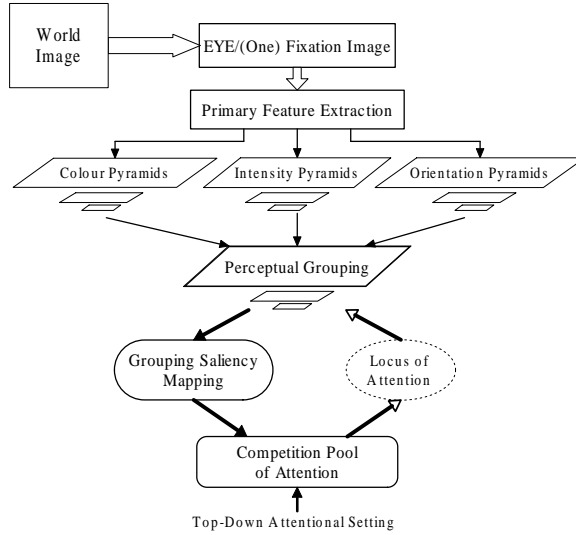 World
Image
EYE/(One) Fixation Image
Primary Feature Extraction
Colour Pyramids
Intensity Pyramids
Orientation Pyramids
Perceptual Grouping
Grouping Saliency
Mapping
Locus of
Attention
Competition Pool
of Attention
Top-Down Attentional Setting